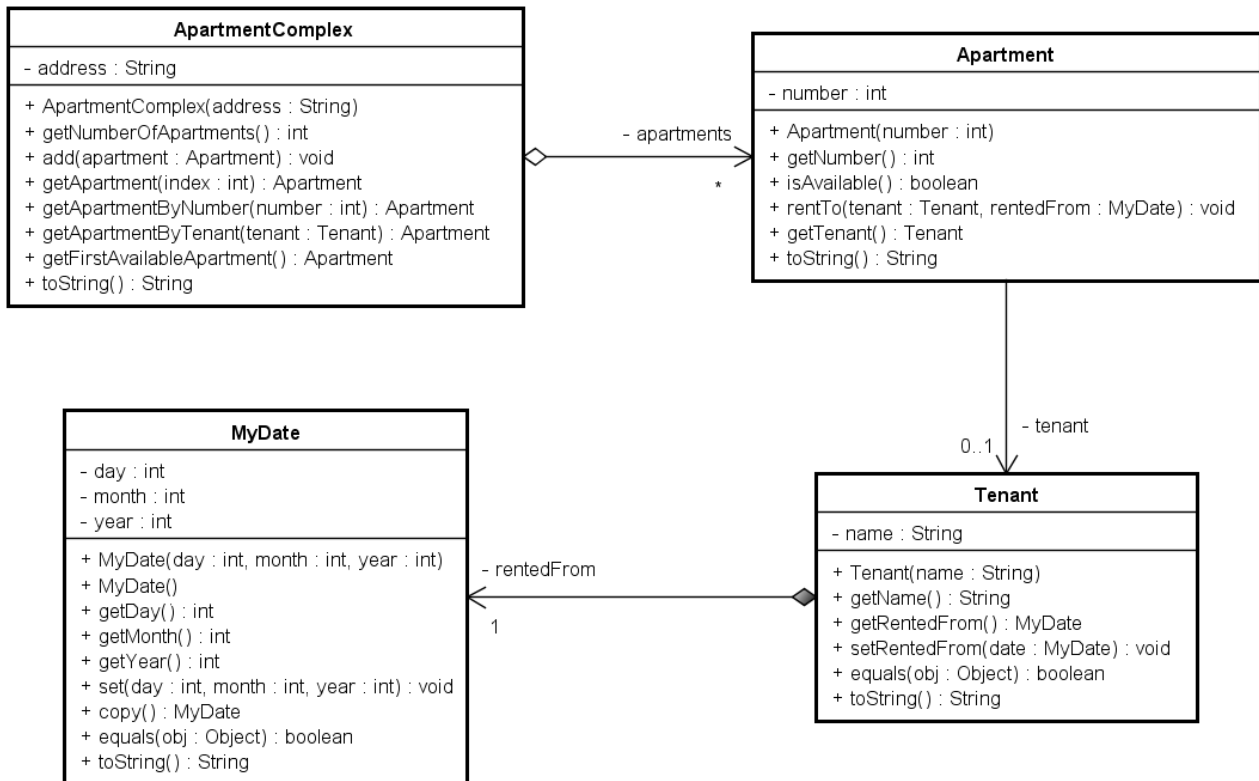 ApartmentComplex
- address : String
+ ApartmentComplex(address : String)
+ getNumberOfApartments() : int
+ add(apartment : Apartment) : void
+ getApartment(index : int) : Apartment
+ getApartmentByNumber(number : int) : Apartment
+ getApartmentByTenant(tenant : Tenant) : Apartment
+ getFirstAvailableApartment() : Apartment
+ toString() : String
- apartments
*
Apartment
- number : int
+ Apartment(number : int)
+ getNumber() : int
+ isAvailable() : boolean
+ rentTo(tenant : Tenant, rentedFrom : MyDate) : void
+ getTenant() : Tenant
+ toString() : String
- tenant
0..1
MyDate
- day : int
- month : int
- year : int
+ MyDate(day : int, month : int, year : int)
+ MyDate()
+ getDay() : int
+ getMonth() : int
+ getYear() : int
+ set(day : int, month : int, year : int) : void
+ copy() : MyDate
+ equals(obj : Object) : boolean
+ toString() : String
- rentedFrom
1
Tenant
- name : String
+ Tenant(name : String)
+ getName() : String
+ getRentedFrom() : MyDate
+ setRentedFrom(date : MyDate) : void
+ equals(obj : Object) : boolean
+ toString() : String